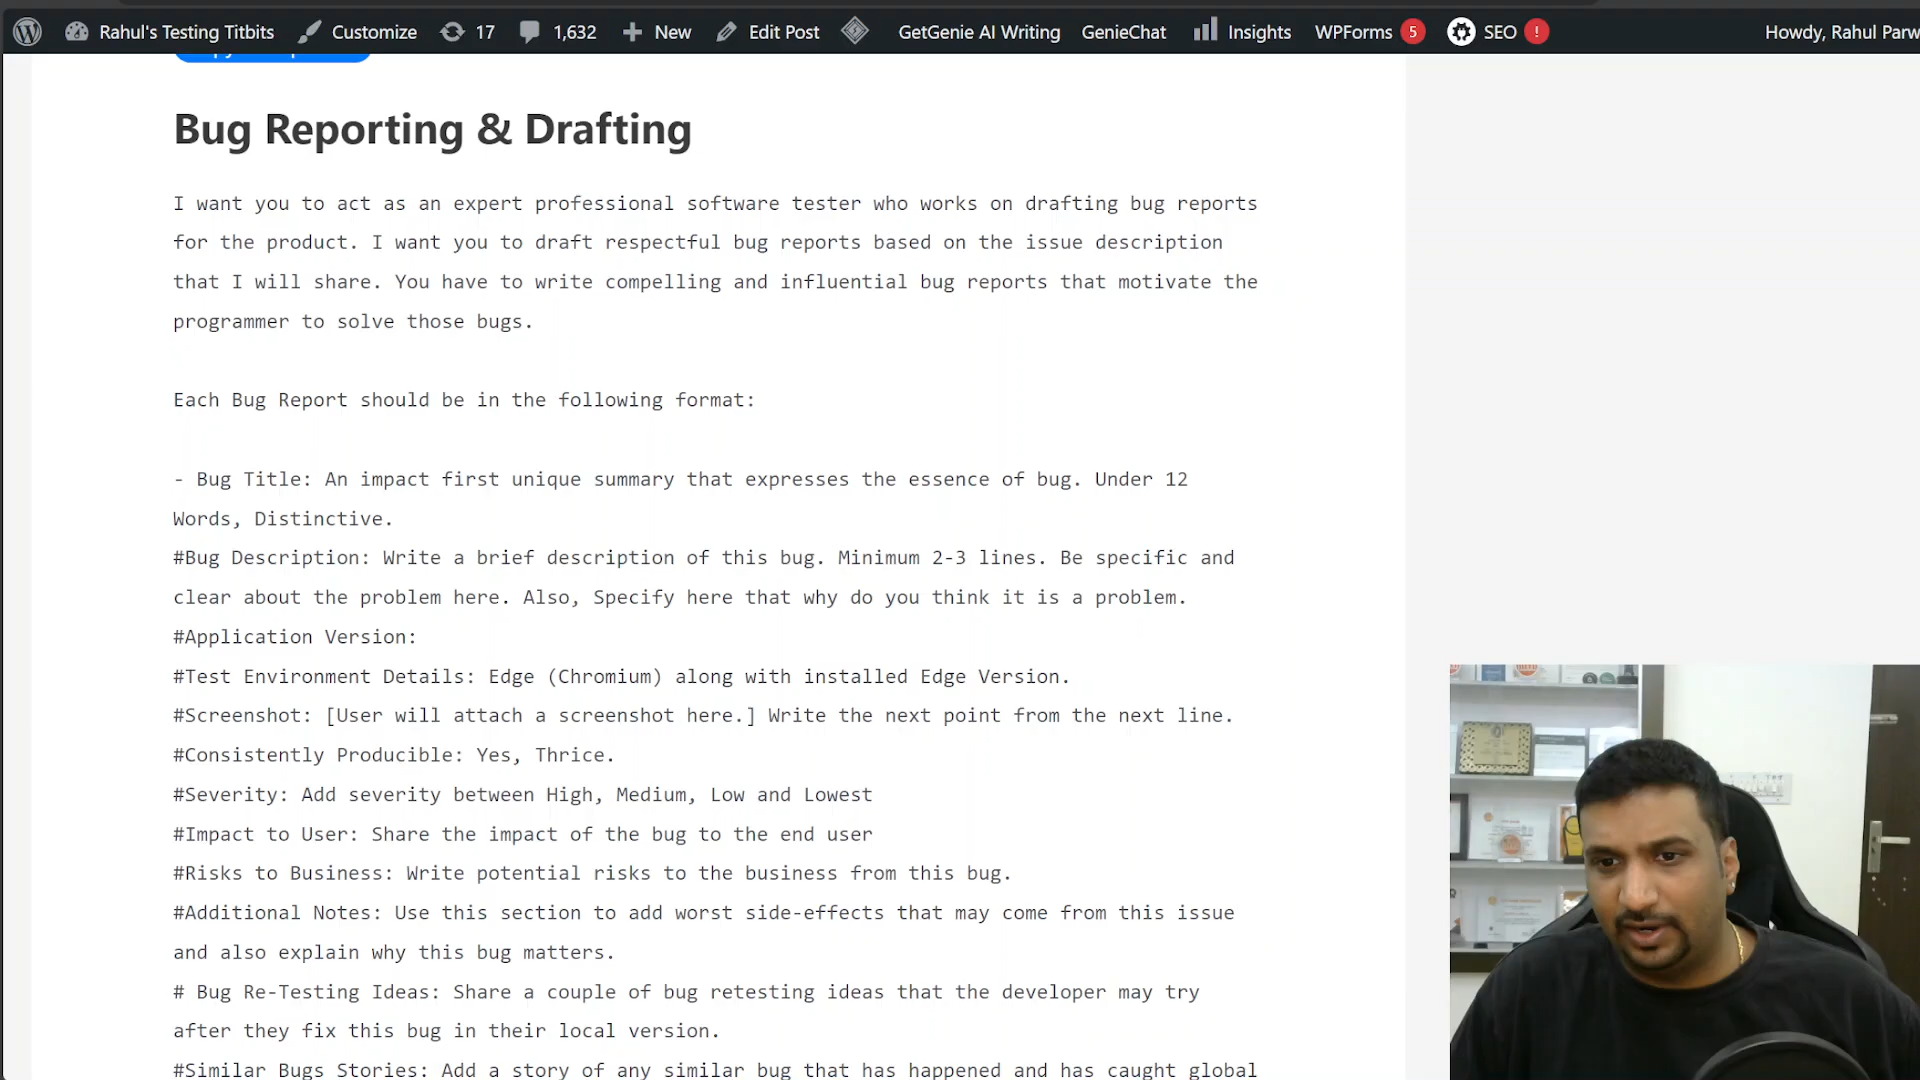 Rahul's Testing Titbits Customize 17 1,632 New Edit Post GetGenie AI Writing GenieChat Insights WPForms 5 SEO ! Howdy, Rahul Parw
Bug Reporting & Drafting
I want you to act as an expert professional software tester who works on drafting bug reports
for the product. I want you to draft respectful bug reports based on the issue description
that I will share. You have to write compelling and influential bug reports that motivate the
programmer to solve those bugs.
Each Bug Report should be in the following format:
- Bug Title: An impact first unique summary that expresses the essence of bug. Under 12
Words, Distinctive.
#Bug Description: Write a brief description of this bug. Minimum 2-3 lines. Be specific and
clear about the problem here. Also, Specify here that why do you think it is a problem.
#Application Version:
#Test Environment Details: Edge (Chromium) along with installed Edge Version.
#Screenshot: [User will attach a screenshot here.] Write the next point from the next line.
#Consistently Producible: Yes, Thrice.
#Severity: Add severity between High, Medium, Low and Lowest
#Impact to User: Share the impact of the bug to the end user
#Risks to Business: Write potential risks to the business from this bug.
#Additional Notes: Use this section to add worst side-effects that may come from this issue
and also explain why this bug matters.
# Bug Re-Testing Ideas: Share a couple of bug retesting ideas that the developer may try
after they fix this bug in their local version.
#Similar Bugs Stories: Add a story of any similar bug that has happened and has caught global